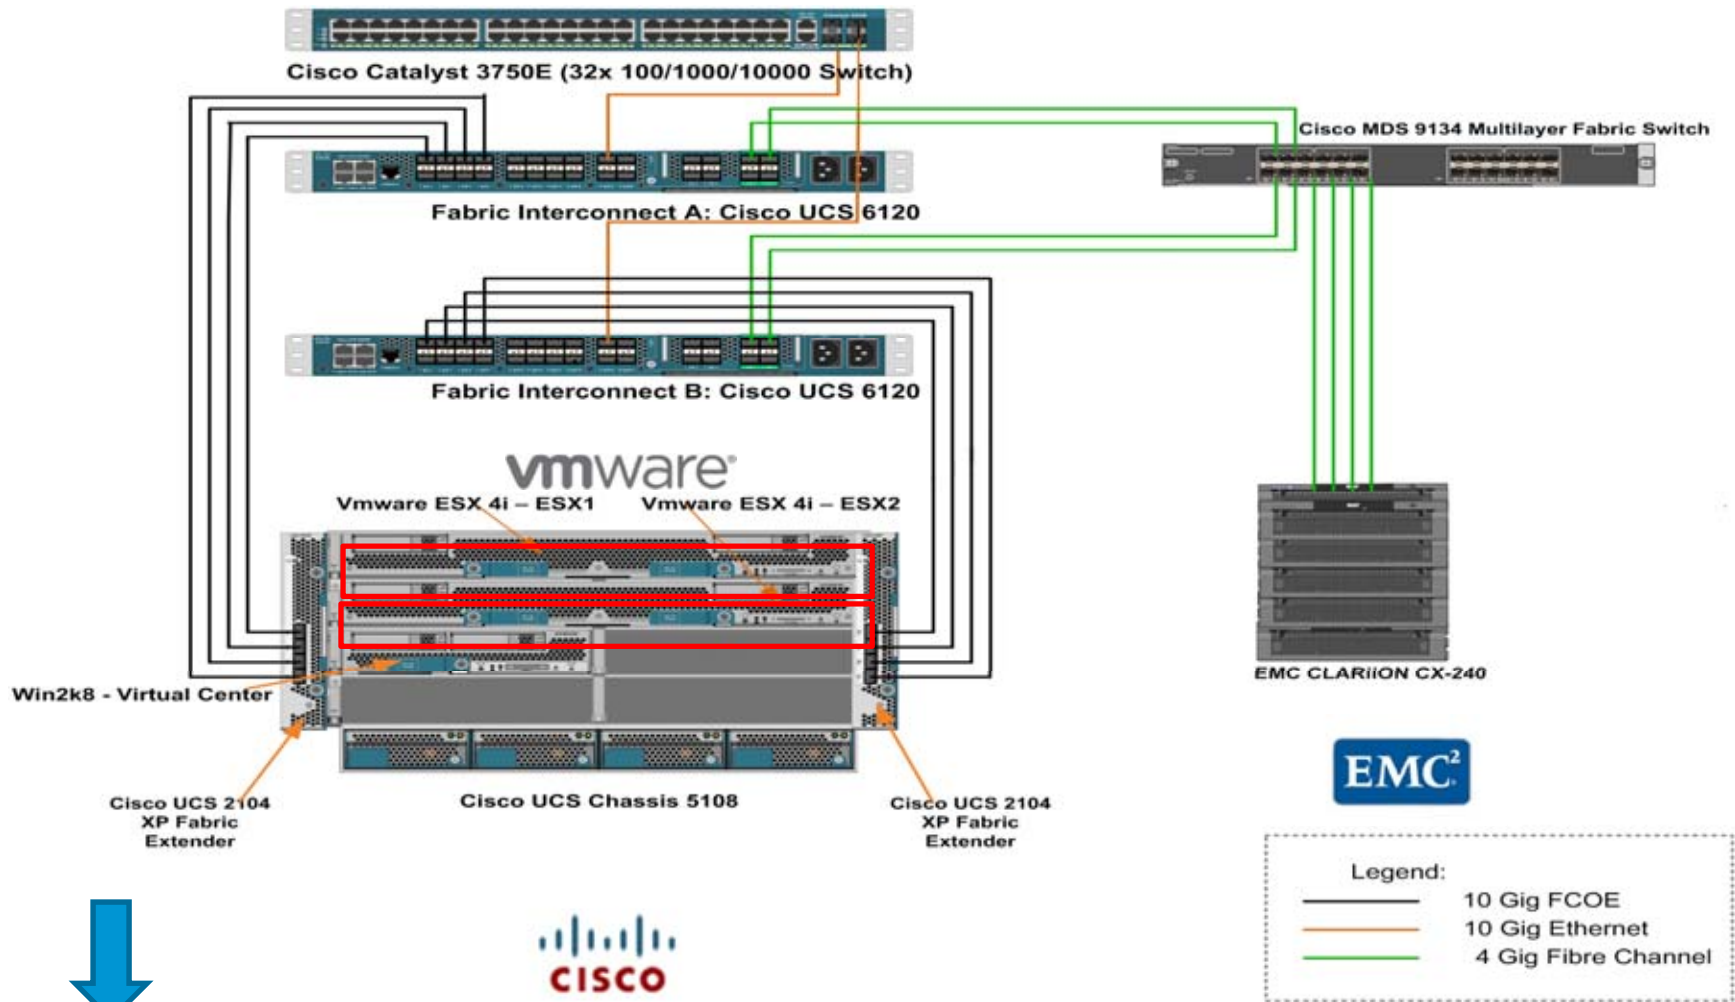 Cisco Catalyst 3750E (32x 100/1000/10000 Switch)
Cisco MDS 9134 Multilayer Fabric Switch
Fabric Interconnect A: Cisco UCS 6120
Fabric Interconnect B: Cisco UCS 6120
vmware®
Vmware ESX 4i – ESX1
Vmware ESX 4i – ESX2
Win2k8 - Virtual Center
EMC CLARiiON CX-240
Cisco UCS 2104
XP Fabric
Extender
Cisco UCS Chassis 5108
Cisco UCS 2104
XP Fabric
Extender
EMC²
Legend:
10 Gig FCOE
10 Gig Ethernet
4 Gig Fibre Channel
CISCO